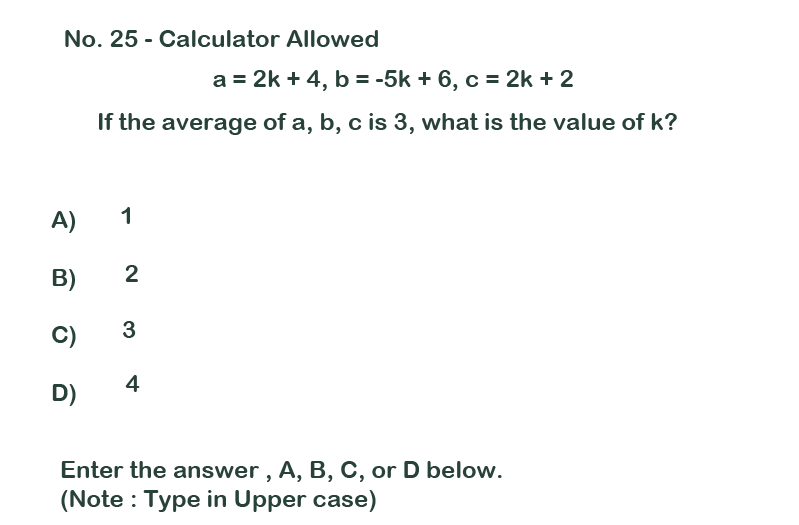 No. 25 - Calculator Allowed
a = 2k + 4, b = -5k + 6, c = 2k + 2
If the average of a, b, c is 3, what is the value of k?
A) 1
B) 2
C) 3
D) 4
Enter the answer , A, B, C, or D below.
(Note : Type in Upper case)